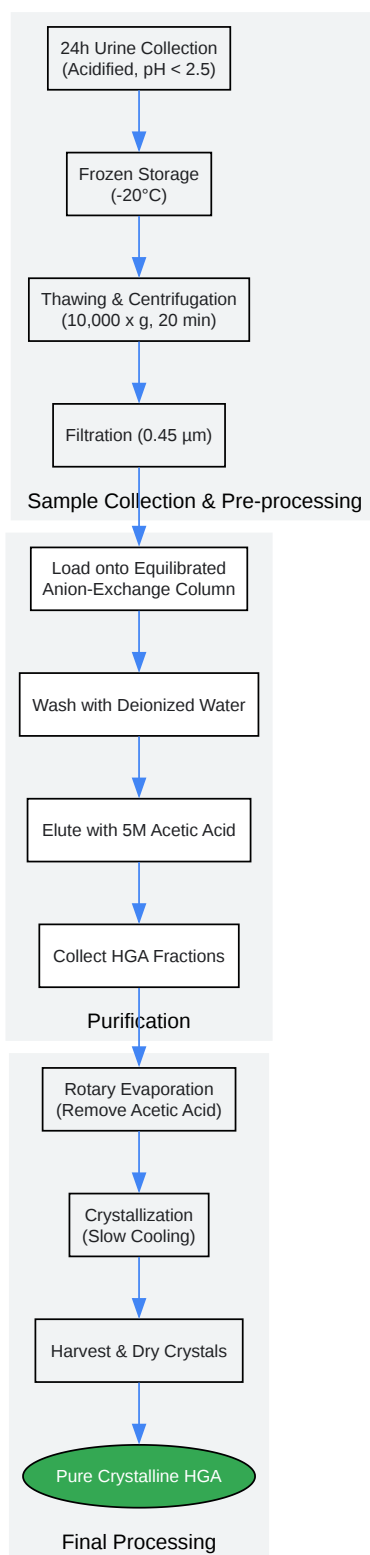 24h Urine Collection
(Acidified, pH < 2.5)
Frozen Storage
(-20°C)
Thawing & Centrifugation
(10,000 x g, 20 min)
Filtration (0.45 µm)
Sample Collection & Pre-processing
Load onto Equilibrated
Anion-Exchange Column
Wash with Deionized Water
Elute with 5M Acetic Acid
Collect HGA Fractions
Purification
Rotary Evaporation
(Remove Acetic Acid)
Crystallization
(Slow Cooling)
Harvest & Dry Crystals
Pure Crystalline HGA
Final Processing